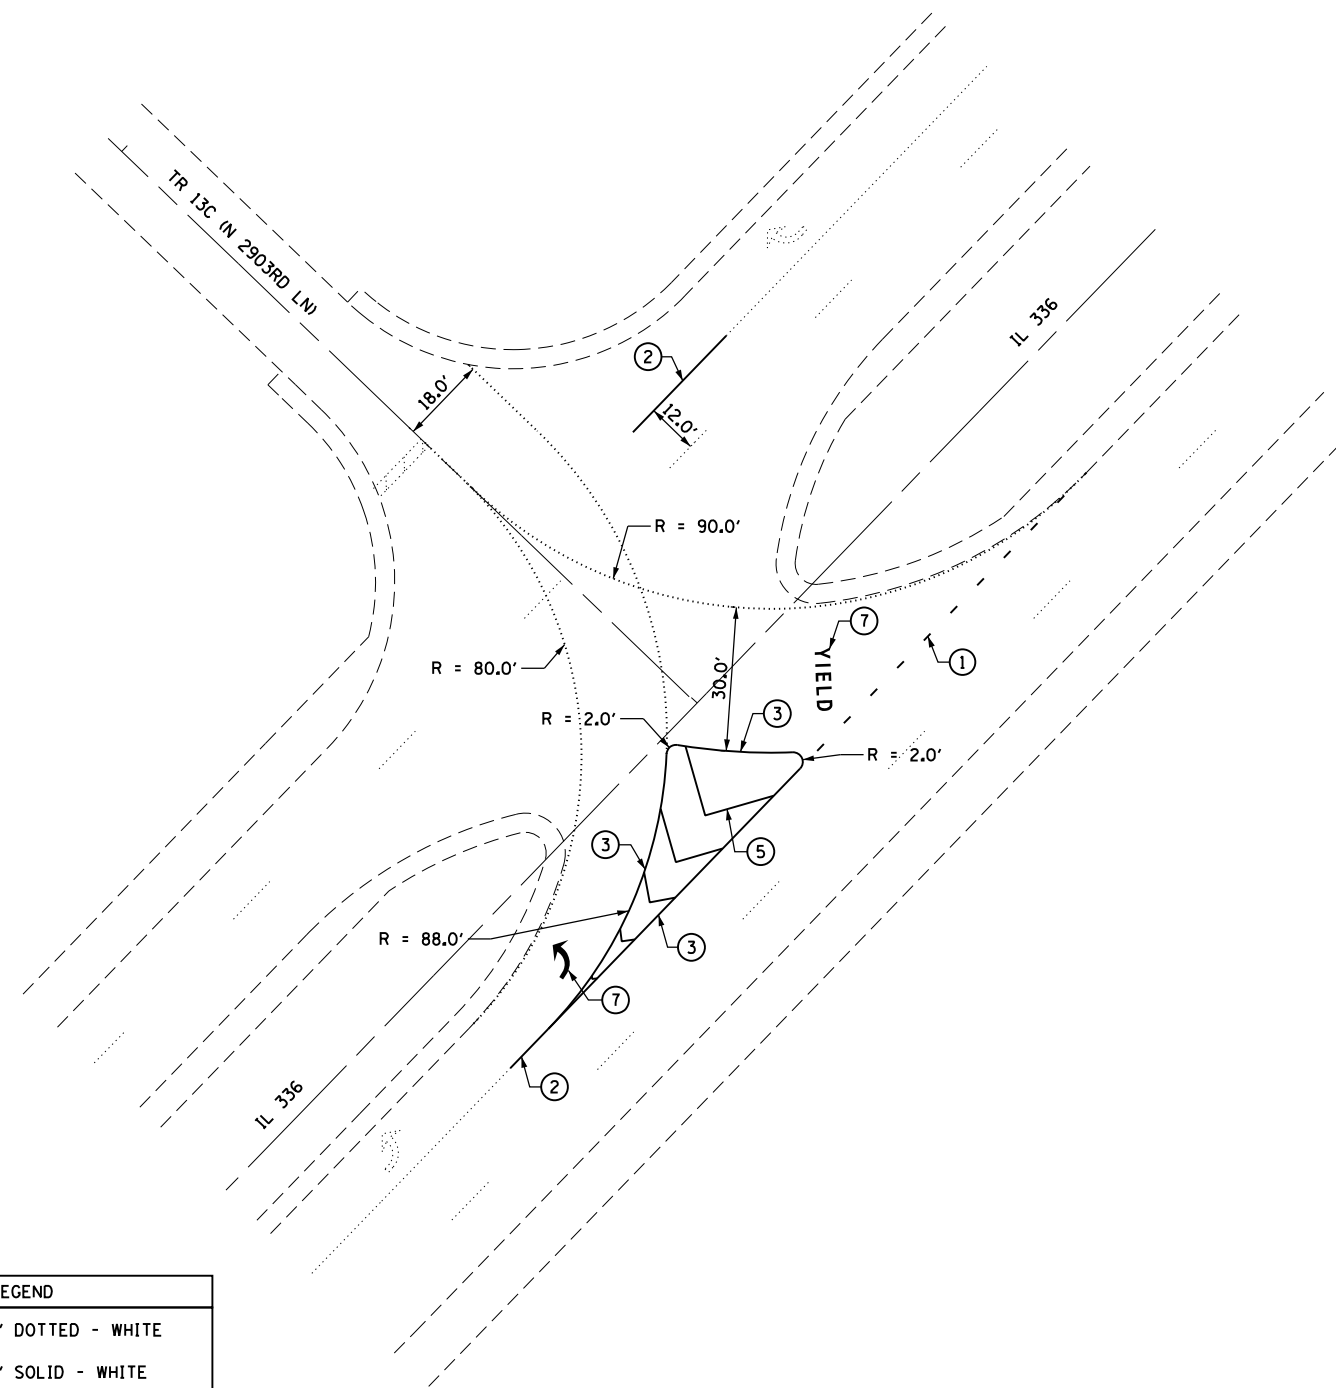 TR 13C (N 2903RD LN)
IL 336
2
18.0'
12.0'
R = 90.0'
7
1
YIELD
R = 80.0'
30.0'
3
R = 2.0'
R = 2.0'
3
5
R = 88.0'
3
7
2
IL 336
EGEND
" DOTTED - WHITE
" SOLID - WHITE